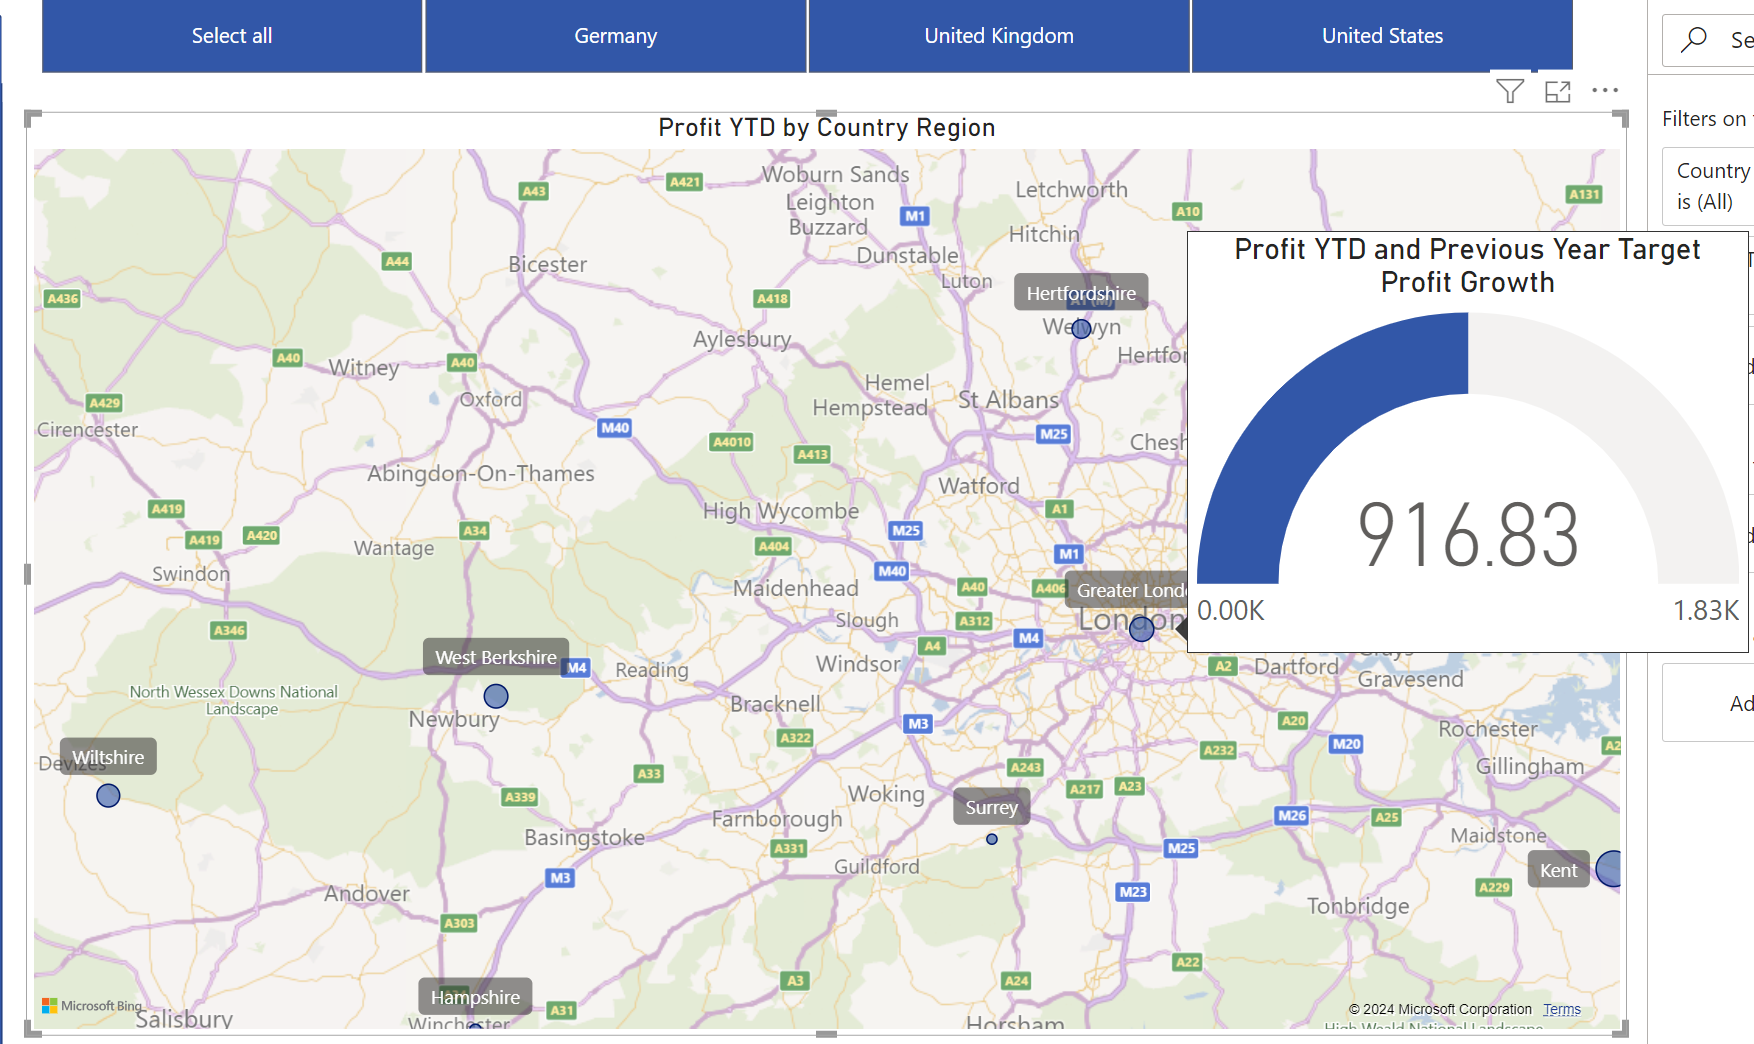 Select all
Germany
United Kingdom
United States
Profit YTD by Country Region
Filters on
Country
is (All)
Profit YTD and Previous Year Target
Profit Growth
916.83
0.00K
1.83K
Woburn Sands
Leighton
Buzzard
Letchworth
Hitchin
Dunstable
Luton
Bicester
Hertfordshire
Welwyn
Aylesbury
Witney
Oxford
Cirencester
Hemel
Hempstead
St Albans
Abingdon-On-Thames
Watford
High Wycombe
Wantage
Swindon
Maidenhead
Slough
London
Windsor
West Berkshire
Reading
North Wessex Downs National
Landscape
Newbury
Bracknell
Dartford
Gravesend
Rochester
Gillingham
Wiltshire
Devizes
Woking
Surrey
Farnborough
Basingstoke
Guildford
Maidstone
Kent
Andover
Tonbridge
Hampshire
Winchester
Salisbury
Horsham
A421
A43
M1
A10
A131
A44
A436
A418
A40
A40
A429
M40
A4010
A413
M25
A419
A419
A420
A34
A1
M25
A404
M1
M40
A40
A406
A312
A346
M4
A4
M4
A2
M3
A20
A322
A232
M20
A33
A243
A339
A217
A23
M26
A25
A331
M25
M3
M23
A229
A303
A22
A3
A24
A31
Microsoft Bing
© 2024 Microsoft Corporation
Terms